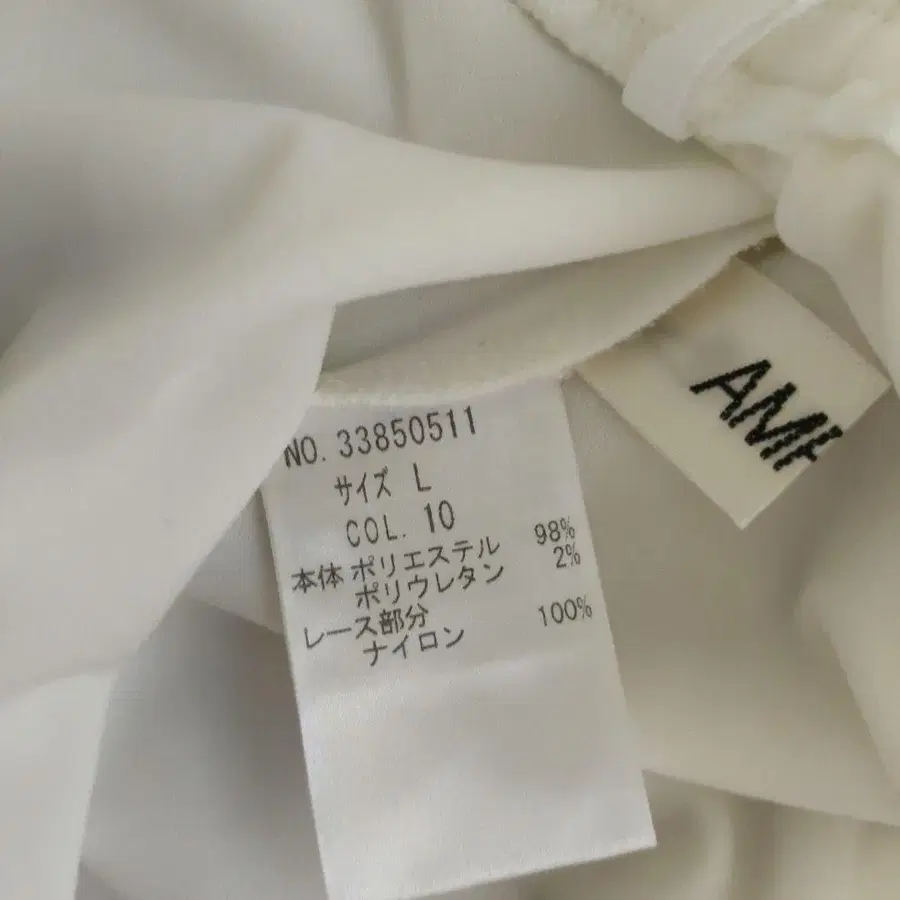 NO. 33850511
サイズ L
COL. 10
本体 ポリエステル 98%
ポリウレタン 2%
レース部分
ナイロン 100%
AM